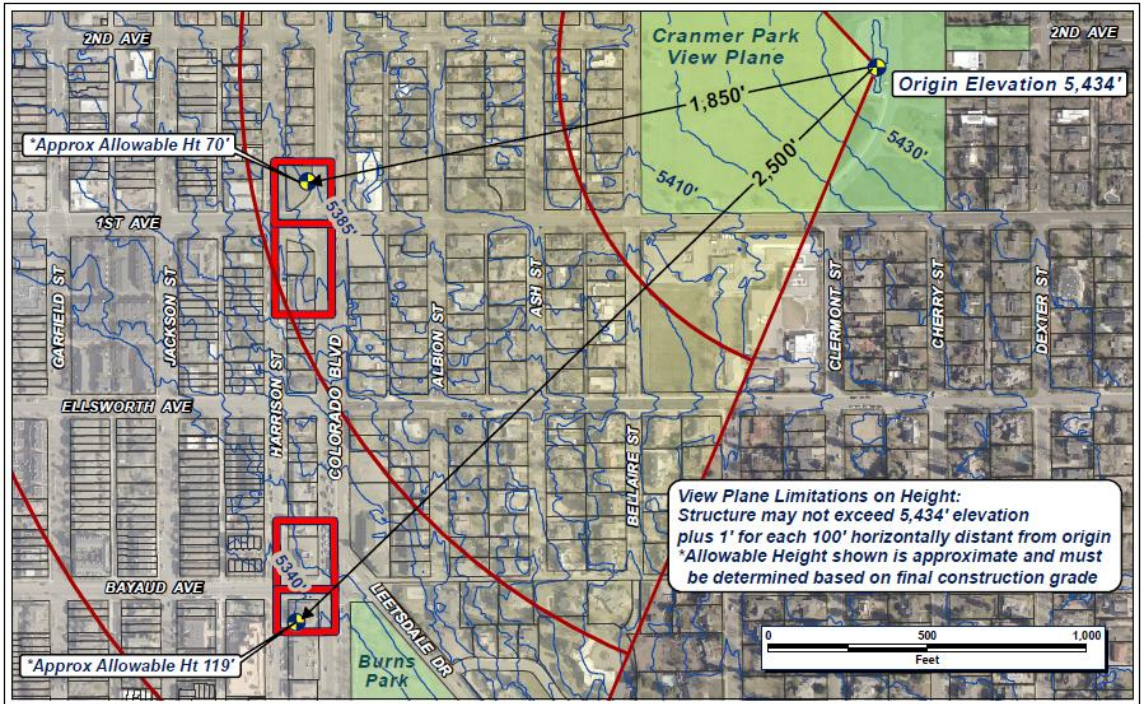 2ND AVE
2ND AVE
Cranmer Park
View Plane
Origin Elevation 5,434'
1,850'
5430'
*Approx Allowable Ht 70'
2,500'
5410'
5385'
1ST AVE
GARFIELD ST
JACKSON ST
HARRISON ST
COLORADO BLVD
ALBION ST
ASH ST
BELLAIRE ST
CLERMONT ST
CHERRY ST
DEXTER ST
ELLSWORTH AVE
View Plane Limitations on Height:
Structure may not exceed 5,434' elevation
plus 1' for each 100' horizontally distant from origin
*Allowable Height shown is approximate and must
be determined based on final construction grade
5340'
BAYAUD AVE
LEETSDALE DR
*Approx Allowable Ht 119'
Burns
Park
0 500 1,000
Feet